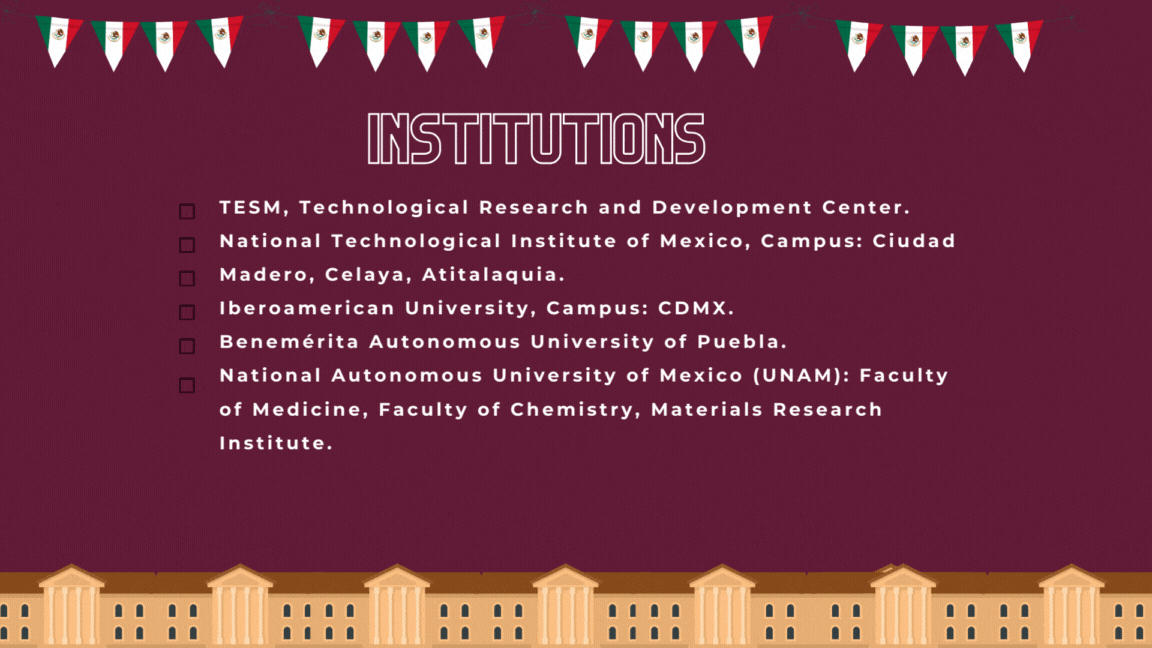 INSTITUTIONS
TESM, Technological Research and Development Center.
National Technological Institute of Mexico, Campus: Ciudad
Madero, Celaya, Atitalaquia.
Iberoamerican University, Campus: CDMX.
Benemérita Autonomous University of Puebla.
National Autonomous University of Mexico (UNAM): Faculty
of Medicine, Faculty of Chemistry, Materials Research
Institute.